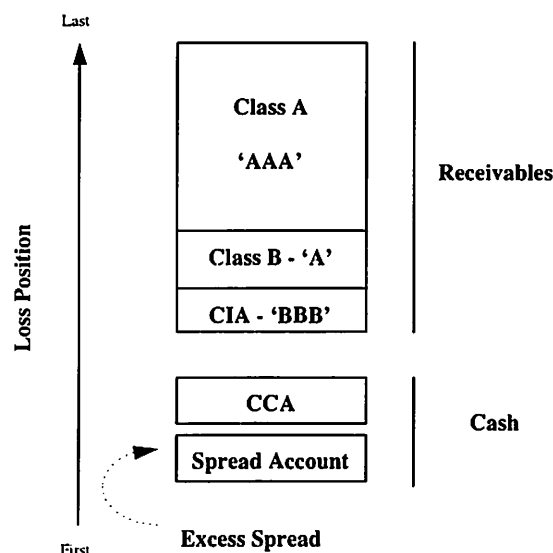 Last
Class A
‘AAA’
Receivables
Class B - ‘A’
CIA - ‘BBB’
Loss Position
CCA
Cash
Spread Account
Excess Spread
First